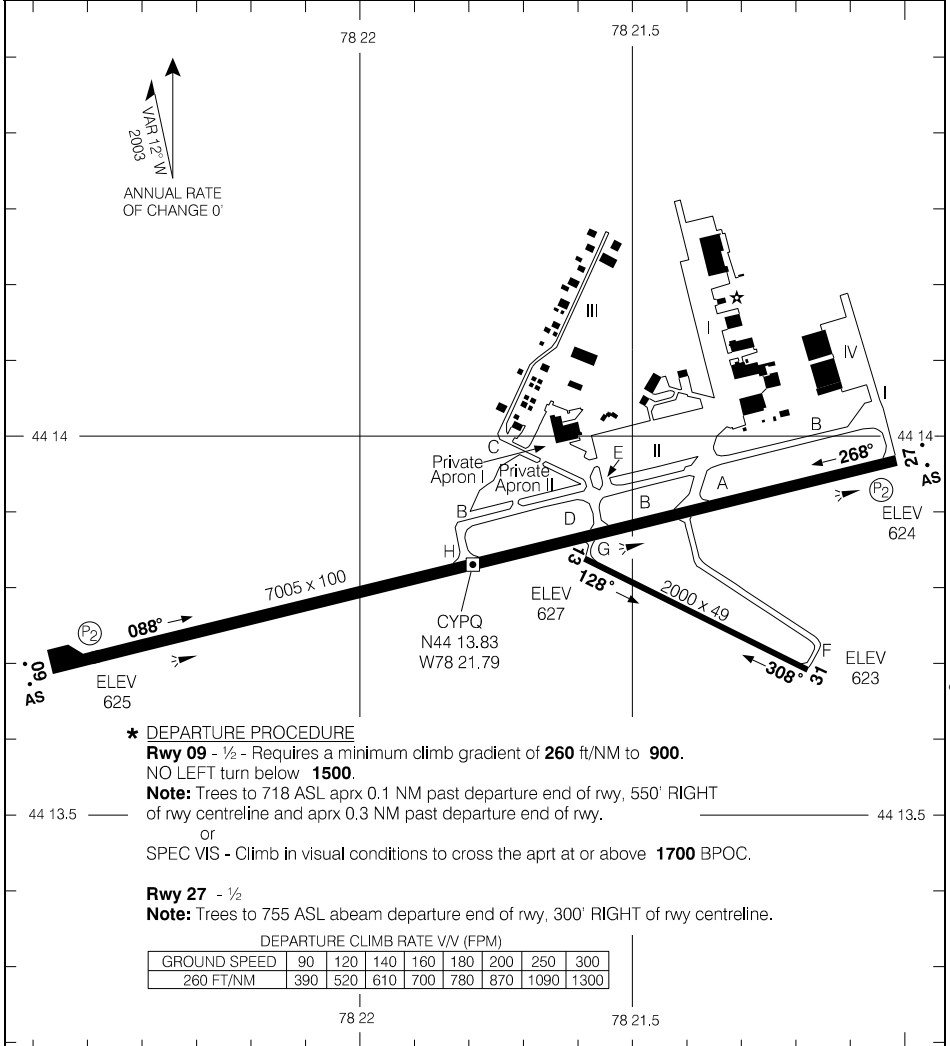 78 22
78 21.5
VAR 12° W
2003
ANNUAL RATE
OF CHANGE 0'
III
I
IV
I
44 14
44 14
C
Private
Apron I
Private
Apron II
E
II
B
268°
27
AS
P2
ELEV
624
A
B
B
D
H
G
13
128°
ELEV
627
2000 x 49
7005 x 100
CYPQ
N44 13.83
W78 21.79
F
308°
31
ELEV
623
P2
088°
09
AS
ELEV
625
* DEPARTURE PROCEDURE
Rwy 09 - ½ - Requires a minimum climb gradient of 260 ft/NM to 900.
NO LEFT turn below 1500.
Note: Trees to 718 ASL aprx 0.1 NM past departure end of rwy, 550' RIGHT
44 13.5 of rwy centreline and aprx 0.3 NM past departure end of rwy. 44 13.5
or
SPEC VIS - Climb in visual conditions to cross the aprt at or above 1700 BPOC.
Rwy 27 - ½
Note: Trees to 755 ASL abeam departure end of rwy, 300' RIGHT of rwy centreline.
DEPARTURE CLIMB RATE V/V (FPM)
GROUND SPEED 90 120 140 160 180 200 250 300
260 FT/NM 390 520 610 700 780 870 1090 1300
78 22
78 21.5